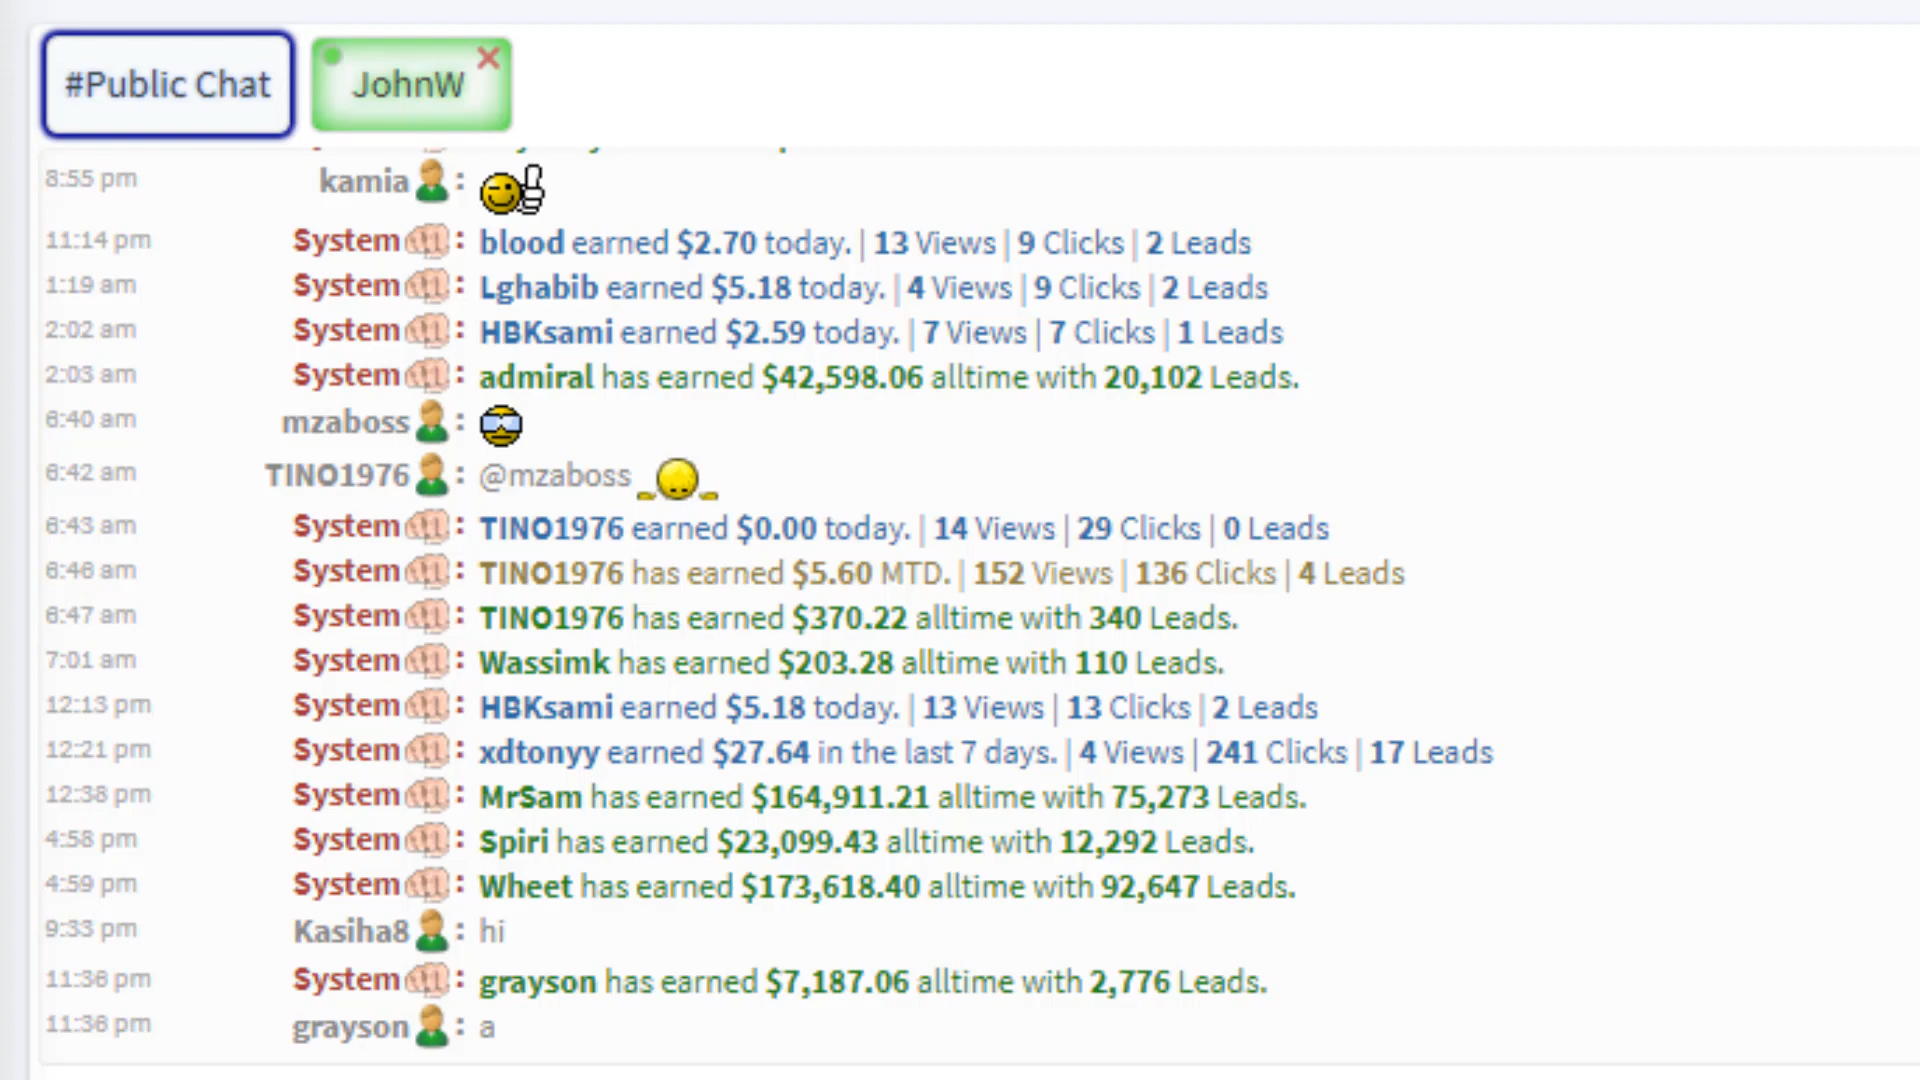 #Public Chat
JohnW
8:55 pm kamia :
11:14 pm System : blood earned $2.70 today. | 13 Views | 9 Clicks | 2 Leads
1:19 am System : Lghabib earned $5.18 today. | 4 Views | 9 Clicks | 2 Leads
2:02 am System : HBKsami earned $2.59 today. | 7 Views | 7 Clicks | 1 Leads
2:03 am System : admiral has earned $42,598.06 alltime with 20,102 Leads.
6:40 am mzaboss :
6:42 am TINO1976 : @mzaboss
6:43 am System : TINO1976 earned $0.00 today. | 14 Views | 29 Clicks | 0 Leads
6:46 am System : TINO1976 has earned $5.60 MTD. | 152 Views | 136 Clicks | 4 Leads
6:47 am System : TINO1976 has earned $370.22 alltime with 340 Leads.
7:01 am System : Wassimk has earned $203.28 alltime with 110 Leads.
12:13 pm System : HBKsami earned $5.18 today. | 13 Views | 13 Clicks | 2 Leads
12:21 pm System : xdtonyy earned $27.64 in the last 7 days. | 4 Views | 241 Clicks | 17 Leads
12:38 pm System : MrSam has earned $164,911.21 alltime with 75,273 Leads.
4:58 pm System : Spiri has earned $23,099.43 alltime with 12,292 Leads.
4:59 pm System : Wheet has earned $173,618.40 alltime with 92,647 Leads.
9:33 pm Kasiha8 : hi
11:36 pm System : grayson has earned $7,187.06 alltime with 2,776 Leads.
11:36 pm grayson : a